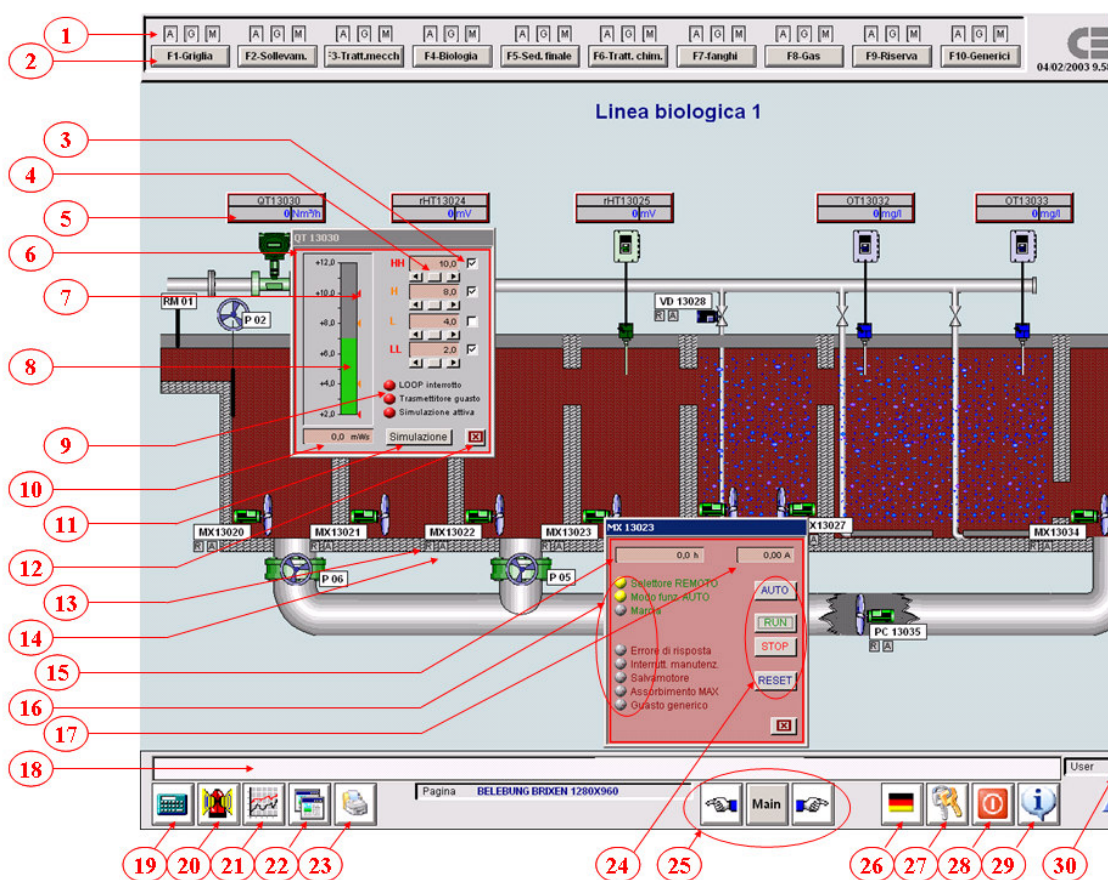 1
A G M A G M A G M A G M A G M A G M A G M A G M A G M A G M
2
F1-Griglia F2-Sollevam. F3-Tratt.mecch F4-Biologia F5-Sed. finale F6-Tratt. chim. F7-fanghi F8-Gas F9-Riserva F10-Generici
04/02/2003 9.58
Linea biologica 1
3
4
5
QT13030
0 Nm³/h
rHT13024
0 mV
rHT13025
0 mV
OT13032
0 mg/l
OT13033
0 mg/l
6
QT 13030
+12,0
+10,0
+8,0
+6,0
+4,0
+2,0
HH 10,0
H 8,0
L 4,0
LL 2,0
LOOP interrotto
Trasmettitore guasto
Simulazione attiva
0,0 mWs
Simulazione
7
RM 01
P 02
VD 13028
R A
8
9
10
11
12
MX13020
R A
MX13021
R A
MX13022
R A
MX13023
MX13027
A
MX13034
R A
13
P 06
P 05
14
MX 13023
0,0 h
0,00 A
Selettore REMOTO
Modo funz. AUTO
Marcia
Errore di risposta
Interrutt. manutenz.
Salvamotore
Assorbimento MAX
Guasto generico
AUTO
RUN
STOP
RESET
PC 13035
R A
15
16
17
18
User
Pagina BELEBUNG BRIXEN 1280X960
Main
19 20 21 22 23 24 25 26 27 28 29 30